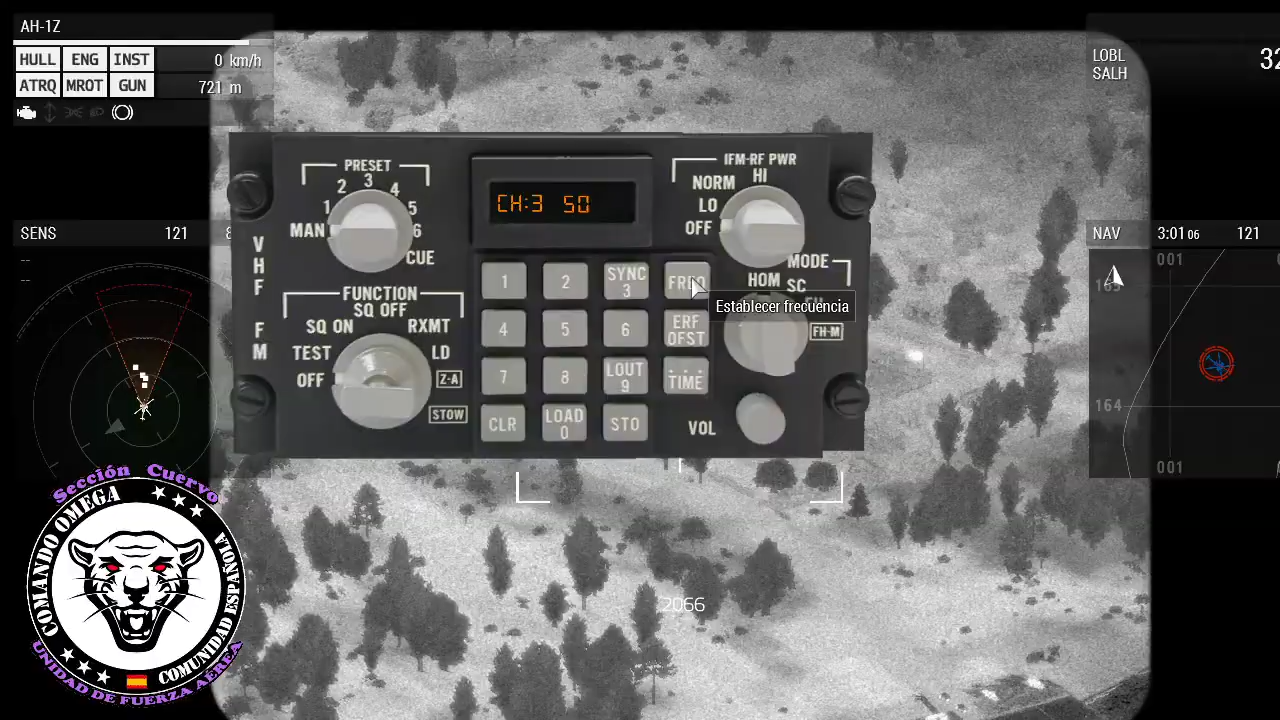 AH-1Z
HULL ENG INST 0 km/h
ATRQ MROT GUN 721 m
LOBL
SALH
32
SENS 121 8
NAV 3:01 06 121
001
165
164
001
PRESET
MAN 1 2 3 4 5 6 CUE
CH:3 50
IFM-RF PWR
OFF LO NORM HI
VHF FM
FUNCTION
OFF TEST SQ ON SQ OFF RXMT LD Z-A STOW
MODE
HOM SC
FH-M
VOL
1 2 SYNC 3 FREQ
4 5 6 ERF OFST
7 8 LOUT 9 TIME
CLR LOAD 0 STO
Establecer frecuencia
2066
Sección Cuervo
COMANDO OMEGA
COMUNIDAD ESPAÑOLA
UNIDAD DE FUERZA AÉREA